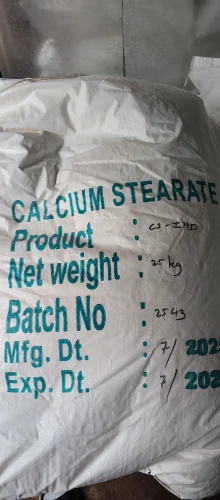 CALCIUM STEARATE
Product : CS-IND
Net weight : 25 kg
Batch No : 2543
Mfg. Dt. : 7/ 202
Exp. Dt. : 7/ 202